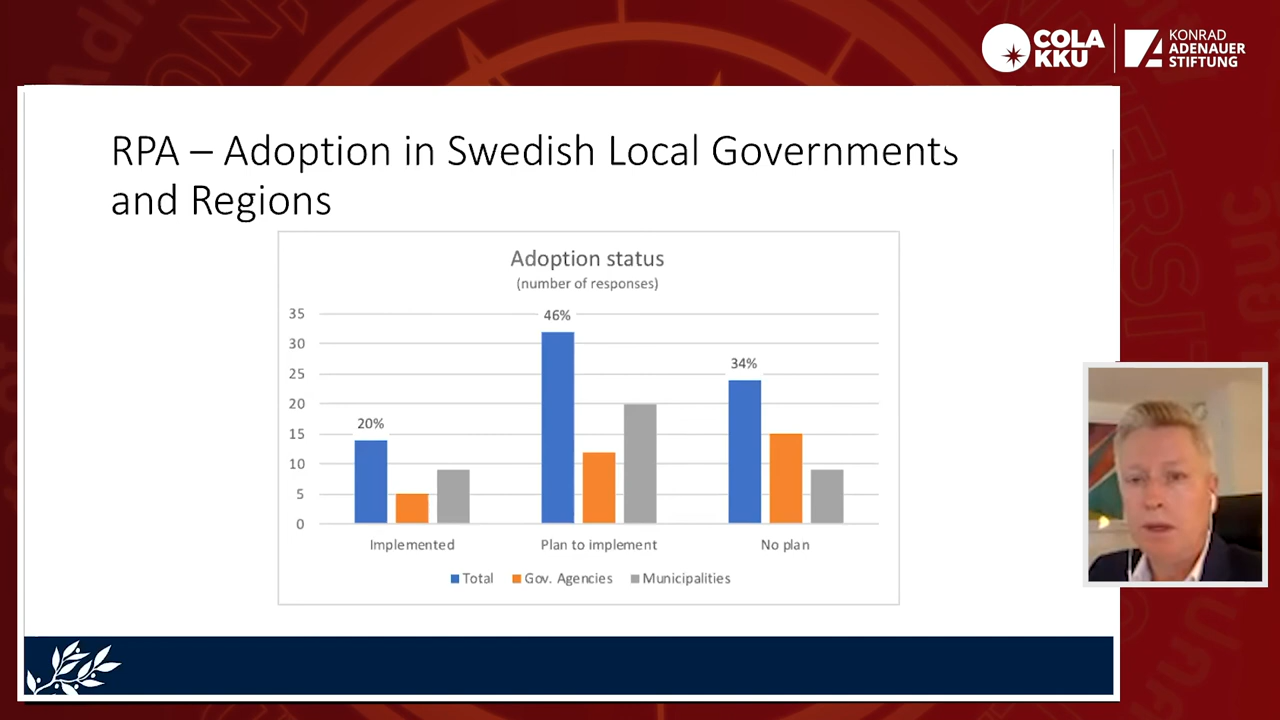 COLA
KKU
KONRAD
ADENAUER
STIFTUNG
RPA – Adoption in Swedish Local Governments
and Regions
Adoption status
(number of responses)
35
30
25
20
15
10
5
0
20%
46%
34%
Implemented
Plan to implement
No plan
Total
Gov. Agencies
Municipalities